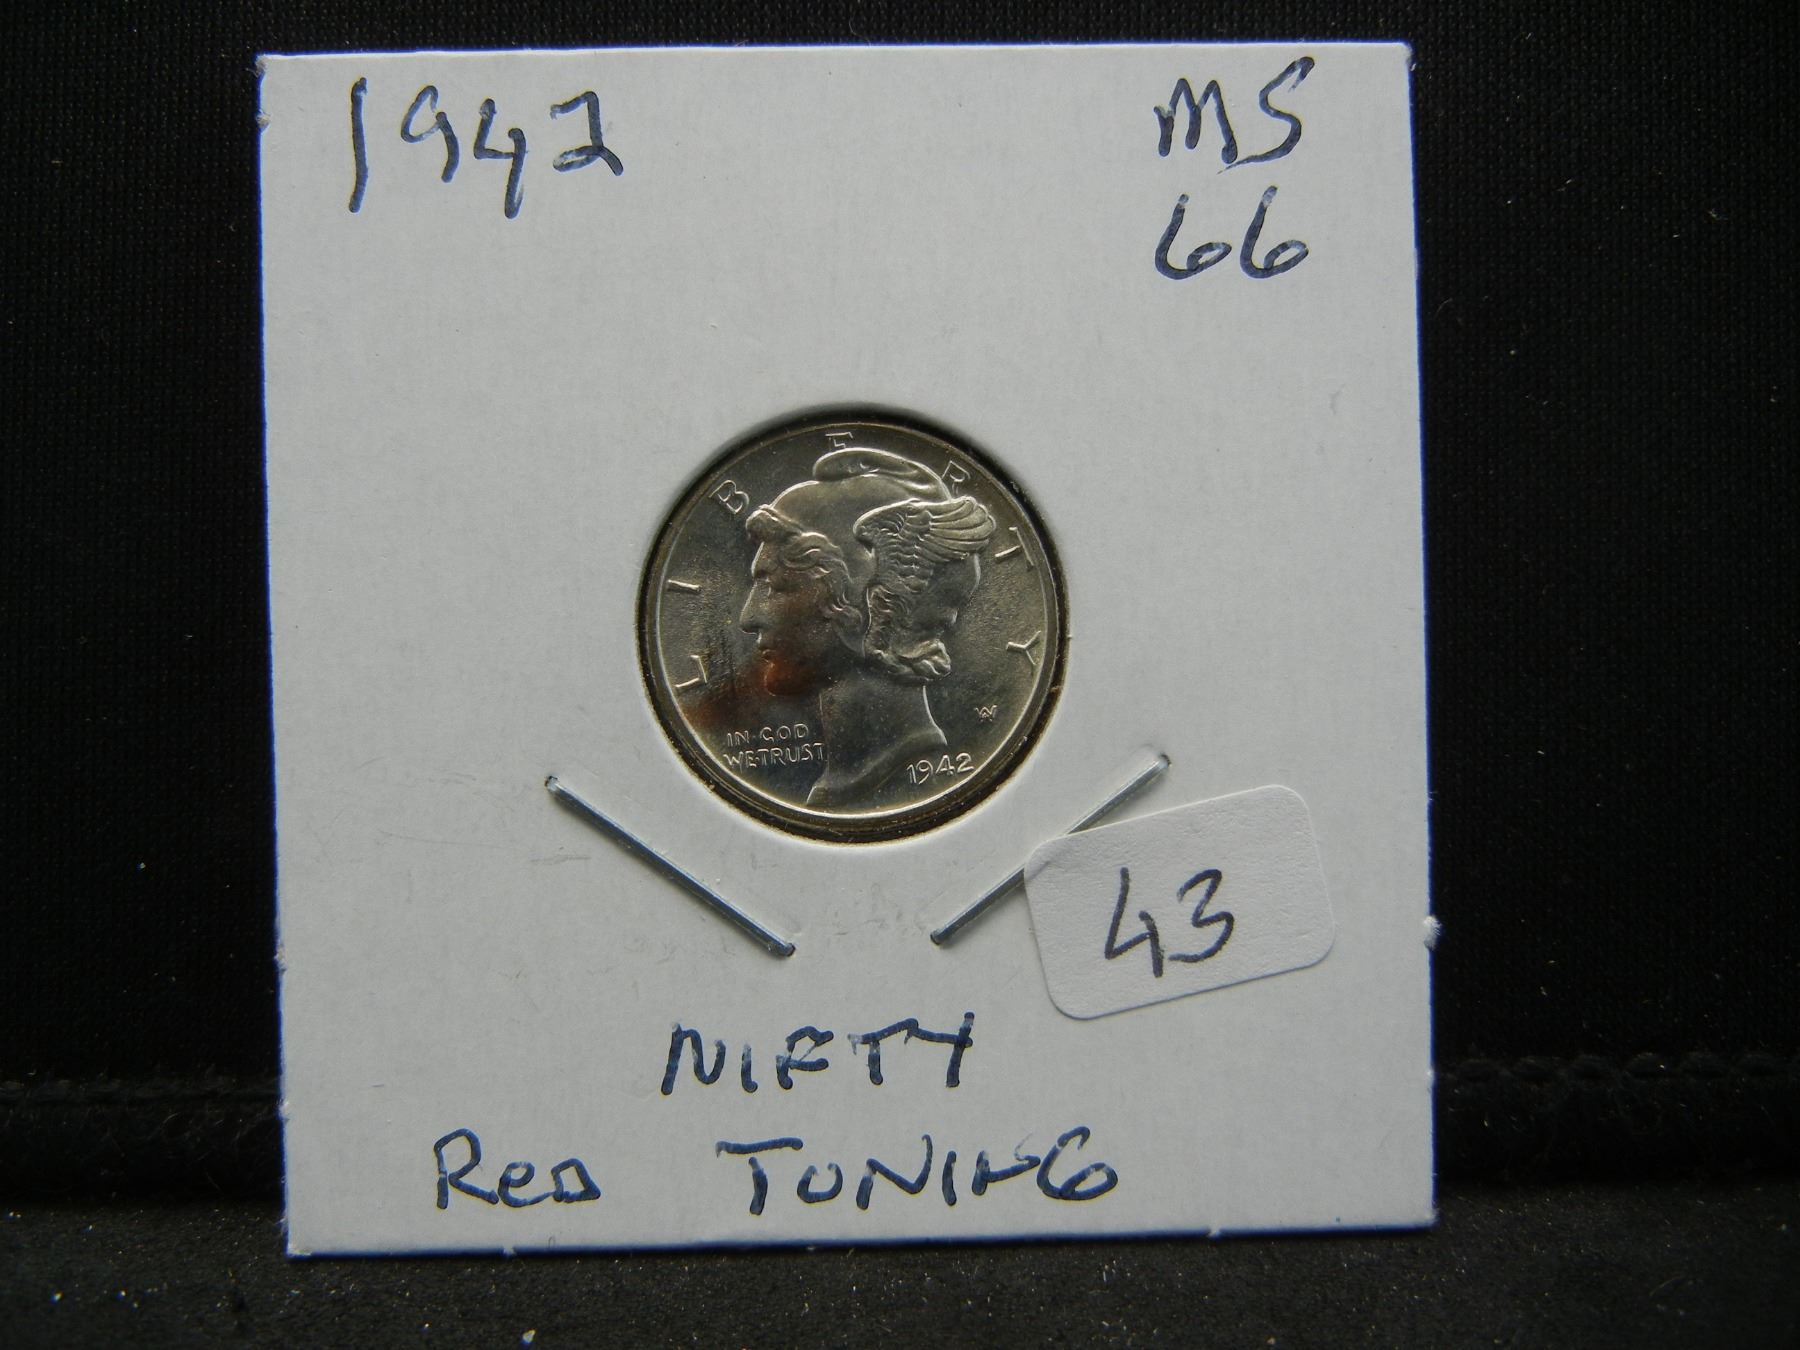 1942 MS
66
LIBERTY
IN GOD
WE TRUST
W
1942
43
NIFTY
Red TONING